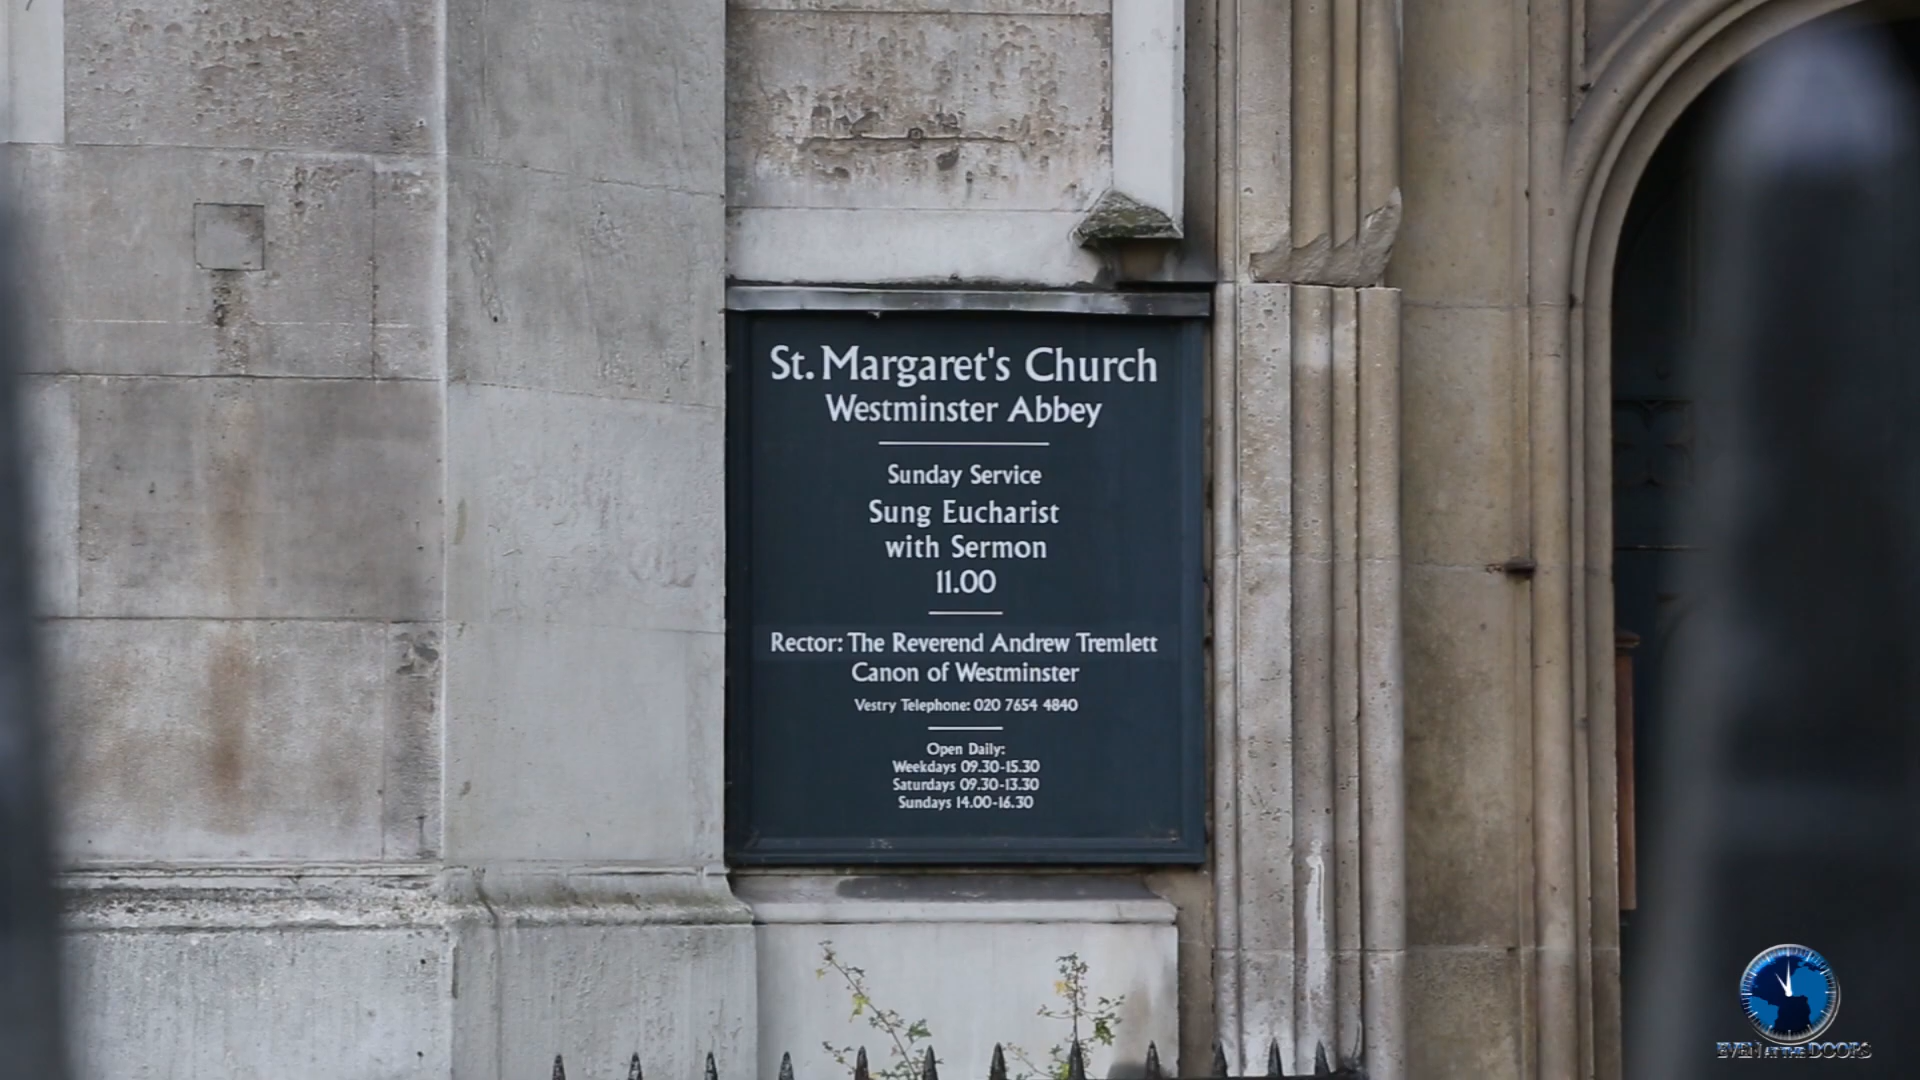 St. Margaret's Church
Westminster Abbey
Sunday Service
Sung Eucharist
with Sermon
11.00
Rector: The Reverend Andrew Tremlett
Canon of Westminster
Vestry Telephone: 020 7654 4840
Open Daily:
Weekdays 09.30-15.30
Saturdays 09.30-13.30
Sundays 14.00-16.30
EVEN AT THE DOORS